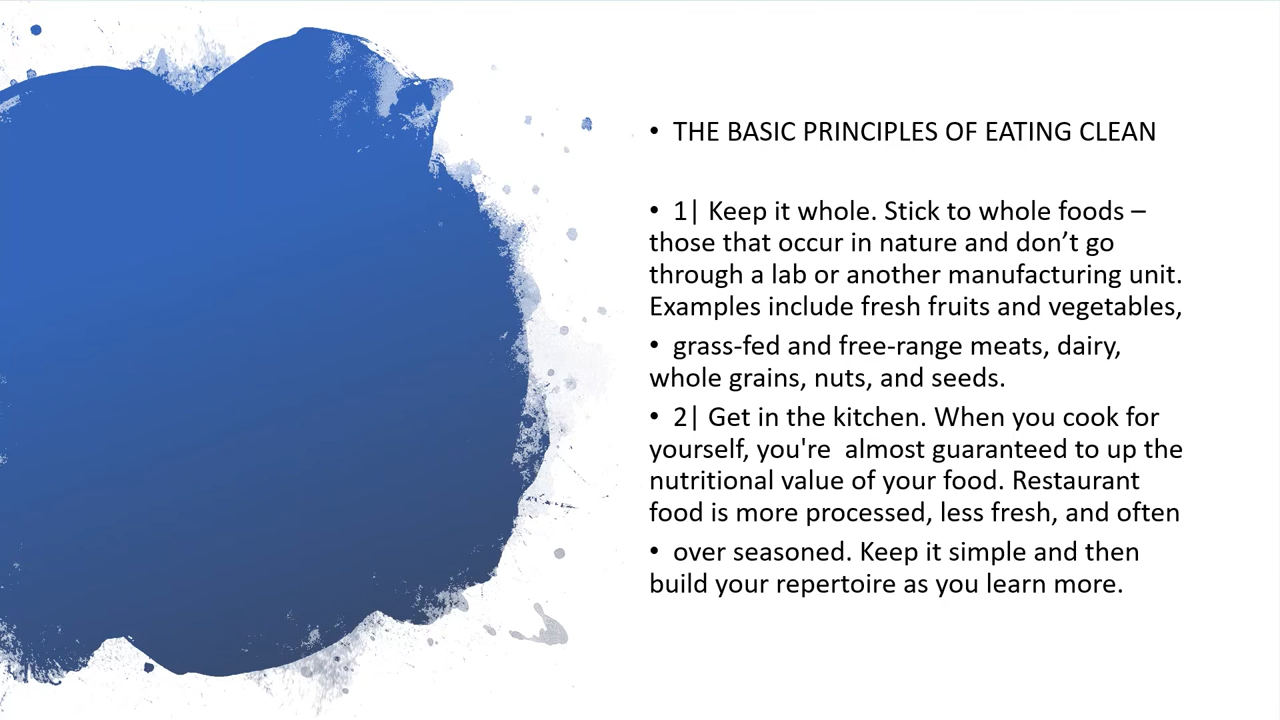 • THE BASIC PRINCIPLES OF EATING CLEAN
• 1| Keep it whole. Stick to whole foods –
those that occur in nature and don’t go
through a lab or another manufacturing unit.
Examples include fresh fruits and vegetables,
• grass-fed and free-range meats, dairy,
whole grains, nuts, and seeds.
• 2| Get in the kitchen. When you cook for
yourself, you're  almost guaranteed to up the
nutritional value of your food. Restaurant
food is more processed, less fresh, and often
• over seasoned. Keep it simple and then
build your repertoire as you learn more.